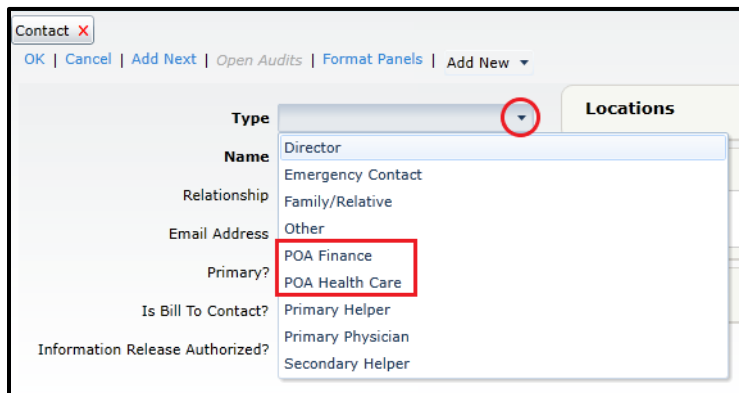 Contact X
OK | Cancel | Add Next | Open Audits | Format Panels | Add New
Type
Locations
Name
Director
Emergency Contact
Relationship
Family/Relative
Email Address
Other
Primary?
POA Finance
POA Health Care
Is Bill To Contact?
Primary Helper
Primary Physician
Information Release Authorized?
Secondary Helper